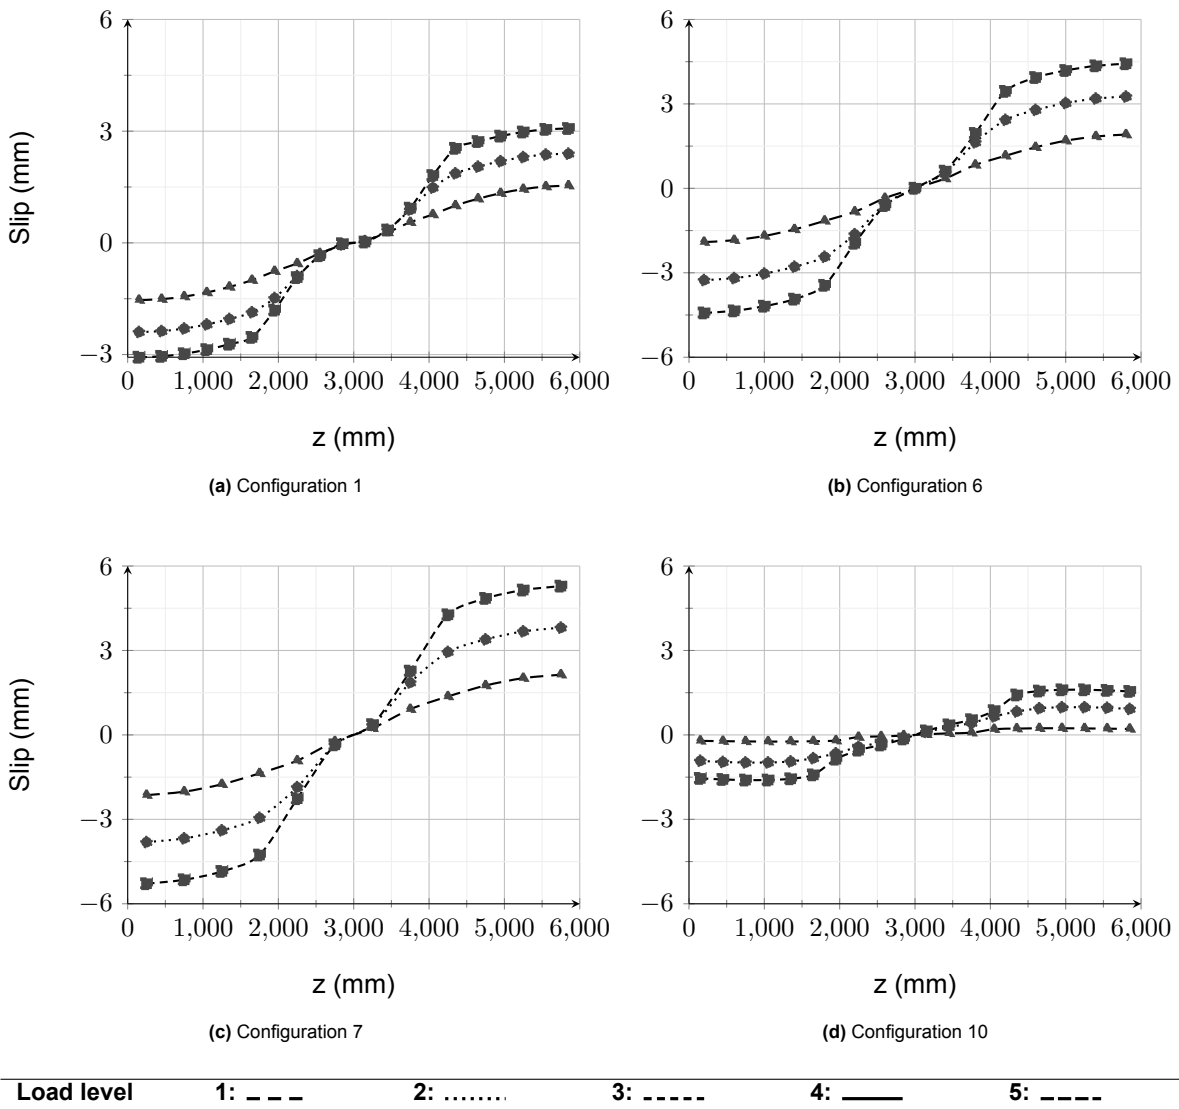 6
3
0
−3
0 1,000 2,000 3,000 4,000 5,000 6,000
Slip (mm)
z (mm)
(a) Configuration 1
6
3
0
−3
−6
0 1,000 2,000 3,000 4,000 5,000 6,000
z (mm)
(b) Configuration 6
6
3
0
−3
−6
0 1,000 2,000 3,000 4,000 5,000 6,000
Slip (mm)
z (mm)
(c) Configuration 7
6
3
0
−3
−6
0 1,000 2,000 3,000 4,000 5,000 6,000
z (mm)
(d) Configuration 10
Load level 1: 2: 3: 4: 5: